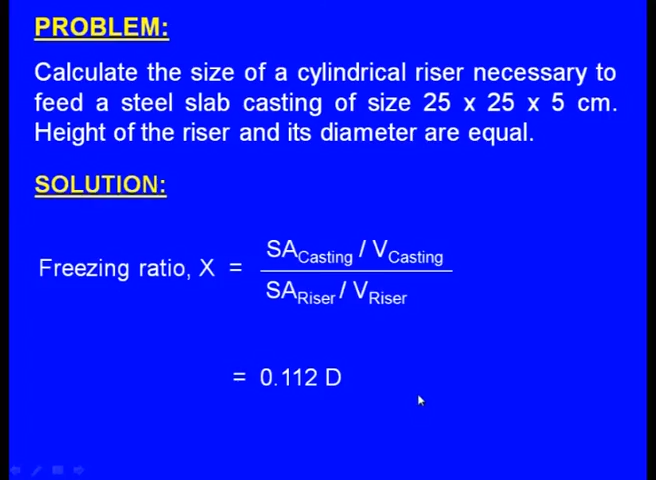 PROBLEM:
Calculate the size of a cylindrical riser necessary to
feed a steel slab casting of size 25 x 25 x 5 cm.
Height of the riser and its diameter are equal.
SOLUTION:
Freezing ratio, X = SACasting / VCasting
SARiser / VRiser
= 0.112 D